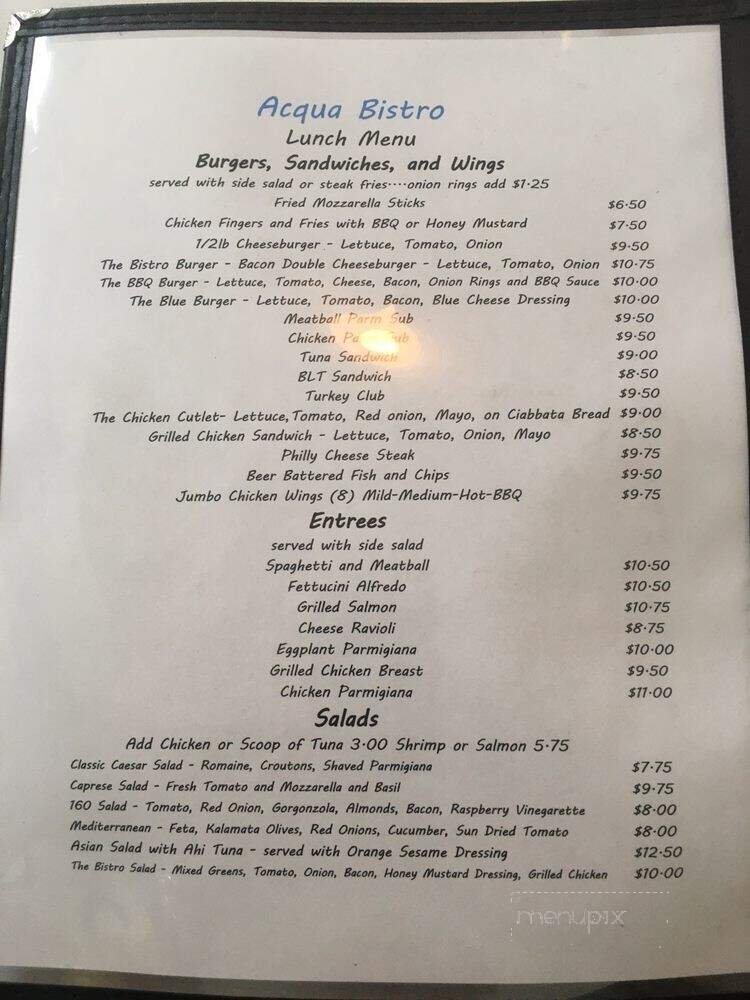 Acqua Bistro
Lunch Menu
Burgers, Sandwiches, and Wings
served with side salad or steak fries····onion rings add $1·25
Fried Mozzarella Sticks $6·50
Chicken Fingers and Fries with BBQ or Honey Mustard $7·50
1/2lb Cheeseburger - Lettuce, Tomato, Onion $9·50
The Bistro Burger - Bacon Double Cheeseburger - Lettuce, Tomato, Onion $10·75
The BBQ Burger - Lettuce, Tomato, Cheese, Bacon, Onion Rings and BBQ Sauce $10·00
The Blue Burger - Lettuce, Tomato, Bacon, Blue Cheese Dressing $10·00
Meatball Parm Sub $9·50
Chicken Parm Sub $9·50
Tuna Sandwich $9·00
BLT Sandwich $8·50
Turkey Club $9·50
The Chicken Cutlet- Lettuce, Tomato, Red onion, Mayo, on Ciabbata Bread $9·00
Grilled Chicken Sandwich - Lettuce, Tomato, Onion, Mayo $8·50
Philly Cheese Steak $9·75
Beer Battered Fish and Chips $9·50
Jumbo Chicken Wings (8) Mild-Medium-Hot-BBQ $9·75
Entrees
served with side salad
Spaghetti and Meatball $10·50
Fettucini Alfredo $10·50
Grilled Salmon $10·75
Cheese Ravioli $8·75
Eggplant Parmigiana $10·00
Grilled Chicken Breast $9·50
Chicken Parmigiana $11·00
Salads
Add Chicken or Scoop of Tuna 3·00 Shrimp or Salmon 5·75
Classic Caesar Salad - Romaine, Croutons, Shaved Parmigiana $7·75
Caprese Salad - Fresh Tomato and Mozzarella and Basil $9·75
160 Salad - Tomato, Red Onion, Gorgonzola, Almonds, Bacon, Raspberry Vinegarette $8·00
Mediterranean - Feta, Kalamata Olives, Red Onions, Cucumber, Sun Dried Tomato $8·00
Asian Salad with Ahi Tuna - served with Orange Sesame Dressing $12·50
The Bistro Salad - Mixed Greens, Tomato, Onion, Bacon, Honey Mustard Dressing, Grilled Chicken $10·00
menupix